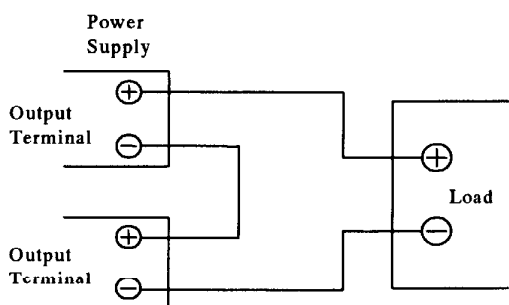 Power
Supply
+
Output
Terminal
−
+
Load
−
+
Output
Terminal
−